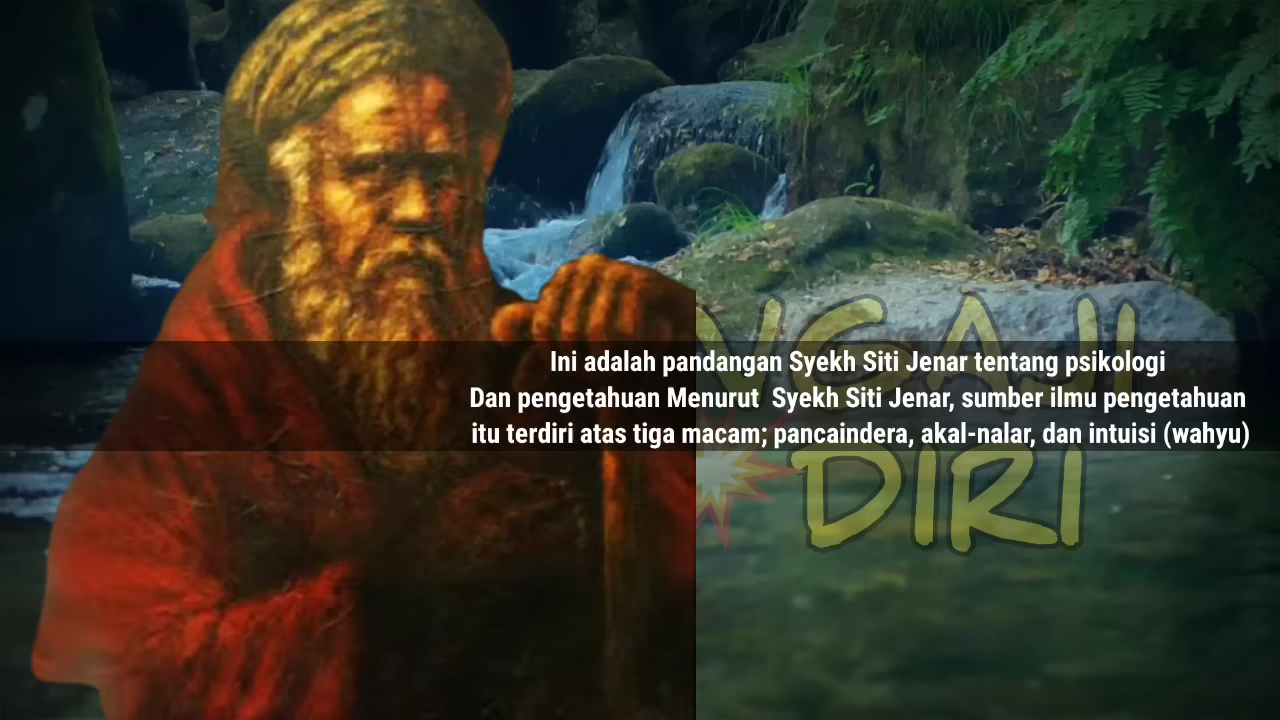 NGAJI
DIRI
Ini adalah pandangan Syekh Siti Jenar tentang psikologi
Dan pengetahuan Menurut  Syekh Siti Jenar, sumber ilmu pengetahuan
itu terdiri atas tiga macam; pancaindera, akal-nalar, dan intuisi (wahyu)